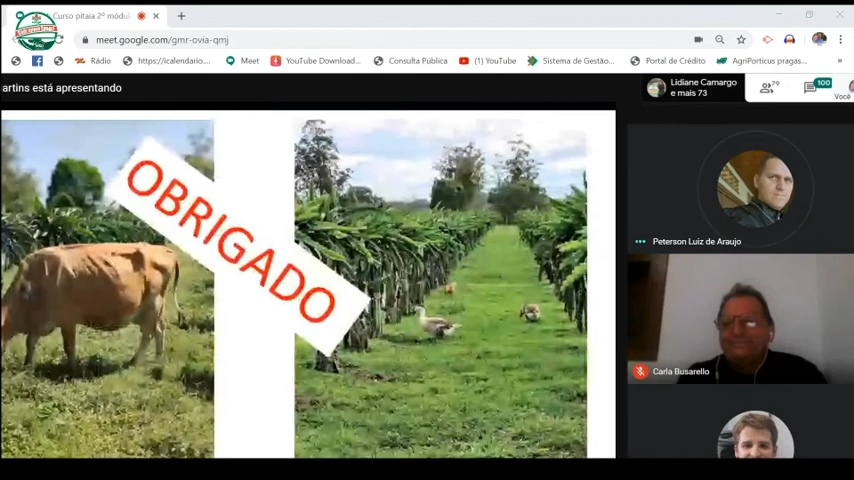 Curso pitaia 2º módul
meet.google.com/gmr-ovia-qmj
Rádio
https://icalendario...
Meet
YouTube Download...
Consulta Pública
(1) YouTube
Sistema de Gestão...
Portal de Crédito
AgriPorticus pragas...
artins está apresentando
Lidiane Camargo
e mais 73
79
100
Você
OBRIGADO
Peterson Luiz de Araujo
Carla Busarello